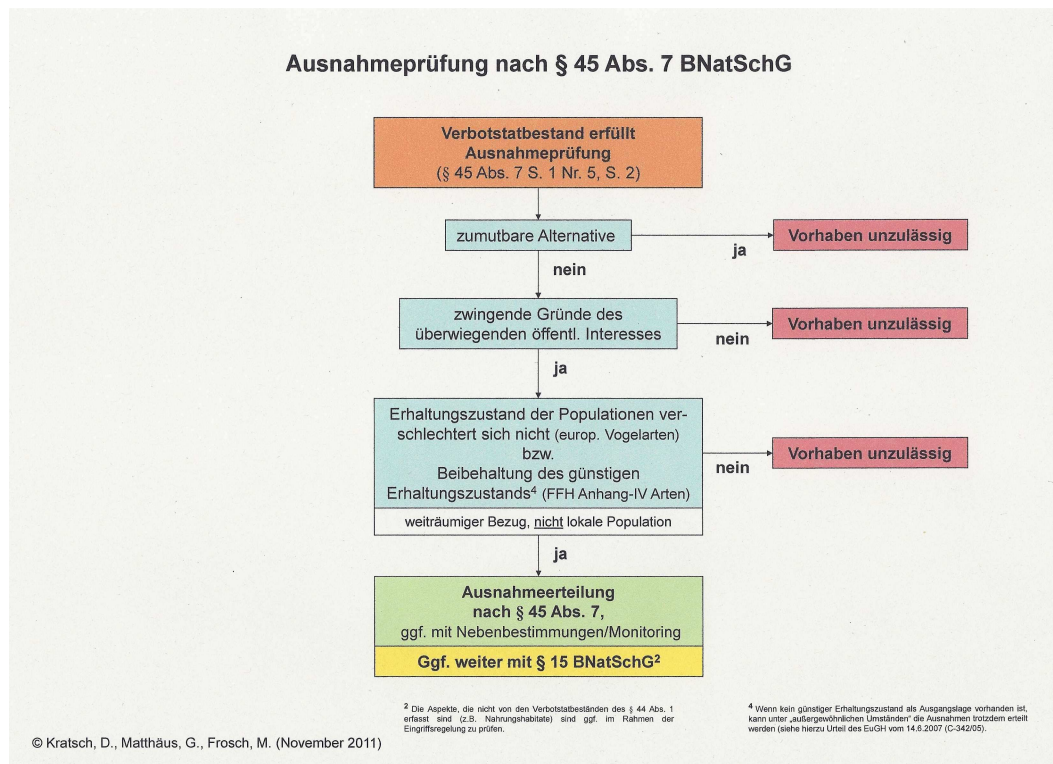 Ausnahmeprüfung nach § 45 Abs. 7 BNatSchG
Verbotstatbestand erfüllt
Ausnahmeprüfung
(§ 45 Abs. 7 S. 1 Nr. 5, S. 2)
zumutbare Alternative
ja
Vorhaben unzulässig
nein
zwingende Gründe des
überwiegenden öffentl. Interesses
nein
Vorhaben unzulässig
ja
Erhaltungszustand der Populationen ver-
schlechtert sich nicht (europ. Vogelarten)
bzw.
Beibehaltung des günstigen
Erhaltungszustands⁴ (FFH Anhang-IV Arten)
nein
Vorhaben unzulässig
weiträumiger Bezug, nicht lokale Population
ja
Ausnahmeerteilung
nach § 45 Abs. 7,
ggf. mit Nebenbestimmungen/Monitoring
Ggf. weiter mit § 15 BNatSchG²
² Die Aspekte, die nicht von den Verbotstatbeständen des § 44 Abs. 1
erfasst sind (z.B. Nahrungshabitate) sind ggf. im Rahmen der
Eingriffsregelung zu prüfen.
⁴ Wenn kein günstiger Erhaltungszustand als Ausgangslage vorhanden ist,
kann unter „außergewöhnlichen Umständen" die Ausnahmen trotzdem erteilt
werden (siehe hierzu Urteil des EuGH vom 14.6.2007 (C-342/05).
© Kratsch, D., Matthäus, G., Frosch, M. (November 2011)